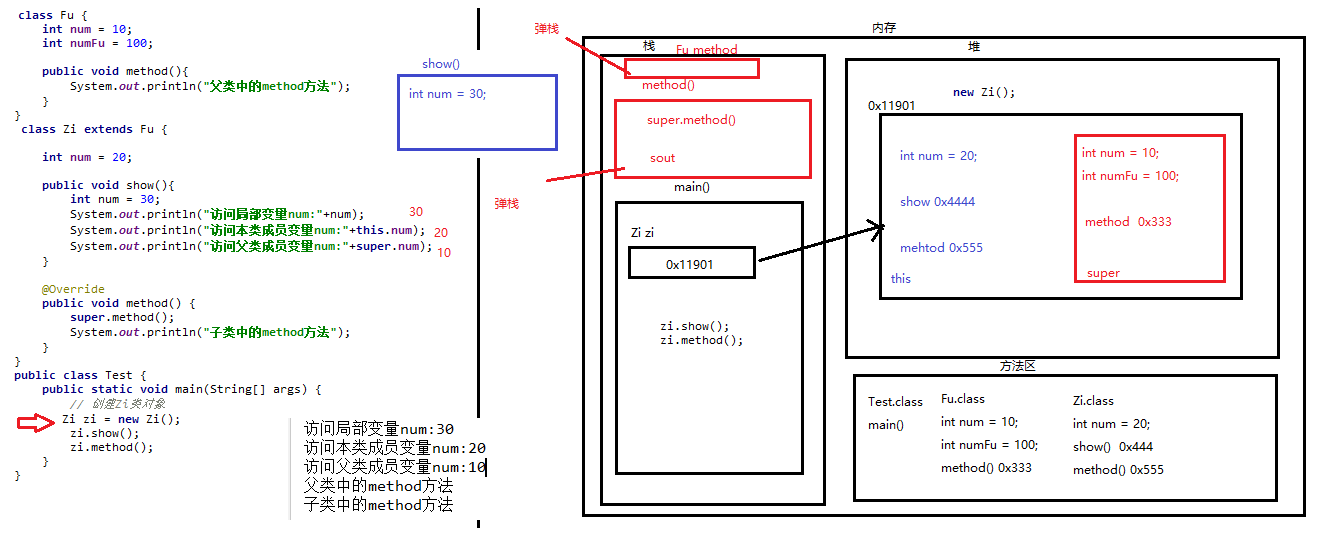 class Fu {
int num = 10;
int numFu = 100;
public void method(){
System.out.println("父类中的method方法");
}
}
class Zi extends Fu {
int num = 20;
public void show(){
int num = 30;
System.out.println("访问局部变量num:"+num); 30
System.out.println("访问本类成员变量num:"+this.num); 20
System.out.println("访问父类成员变量num:"+super.num); 10
}
@Override
public void method() {
super.method();
System.out.println("子类中的method方法");
}
}
public class Test {
public static void main(String[] args) {
// 创建Zi类对象
Zi zi = new Zi();
zi.show();
zi.method();
}
}
访问局部变量num:30
访问本类成员变量num:20
访问父类成员变量num:10
父类中的method方法
子类中的method方法
show()
int num = 30;
弹栈
弹栈
内存
栈
Fu method
method()
super.method()
sout
main()
Zi zi
0x11901
zi.show();
zi.method();
堆
new Zi();
0x11901
int num = 20;
show 0x4444
mehtod 0x555
this
int num = 10;
int numFu = 100;
method 0x333
super
方法区
Test.class
main()
Fu.class
int num = 10;
int numFu = 100;
method() 0x333
Zi.class
int num = 20;
show() 0x444
method() 0x555